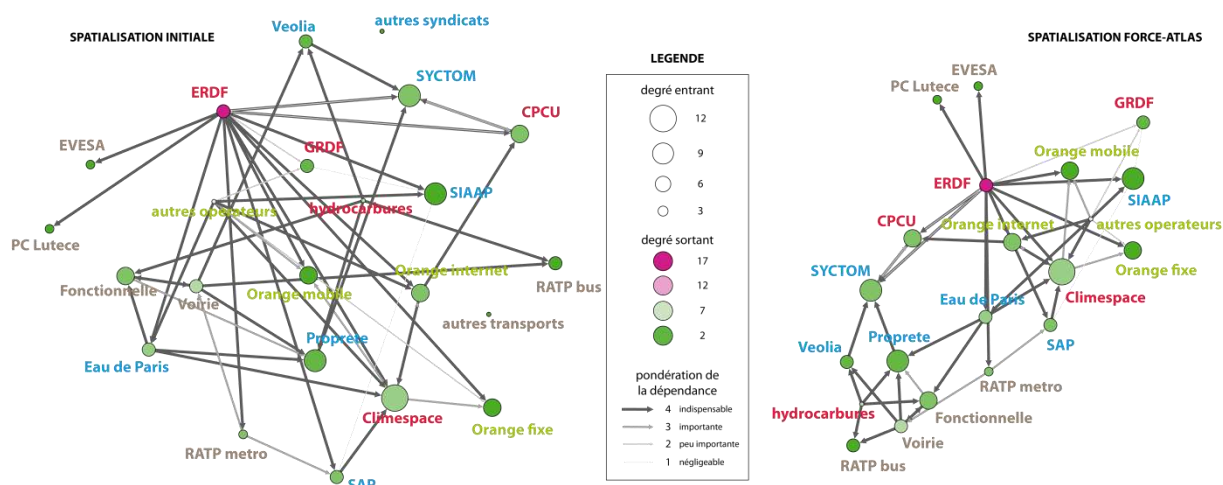 SPATIALISATION INITIALE
Veolia
autres syndicats
SYCTOM
ERDF
CPCU
EVESA
GRDF
SIAAP
autres operateurs
hydrocarbures
PC Lutece
Fonctionnelle
Voirie
Orange mobile
Orange internet
RATP bus
autres transports
Eau de Paris
Proprete
Climespace
Orange fixe
RATP metro
SAP
LEGENDE
degré entrant
12
9
6
3
degré sortant
17
12
7
2
pondération de
la dépendance
4 indispensable
3 importante
2 peu importante
1 négligeable
SPATIALISATION FORCE-ATLAS
EVESA
PC Lutece
GRDF
Orange mobile
ERDF
SIAAP
CPCU
Orange internet
autres operateurs
Orange fixe
SYCTOM
Climespace
Eau de Paris
Veolia
Proprete
SAP
RATP metro
hydrocarbures
Fonctionnelle
Voirie
RATP bus